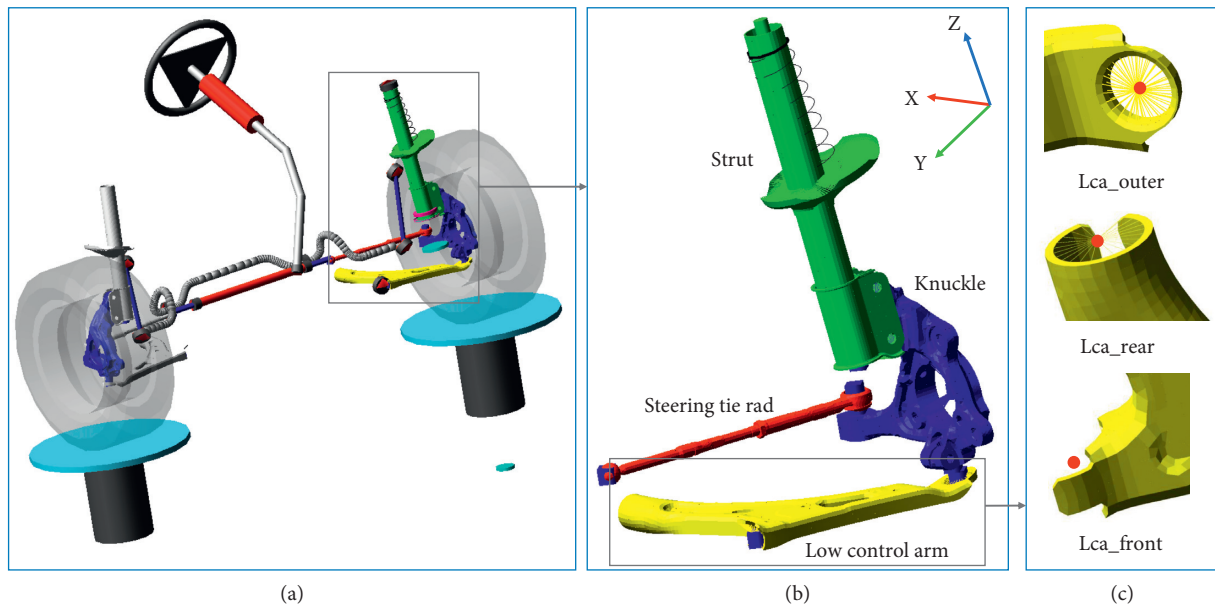 Z
X
Y
Strut
Knuckle
Steering tie rad
Low control arm
Lca_outer
Lca_rear
Lca_front
(a)
(b)
(c)